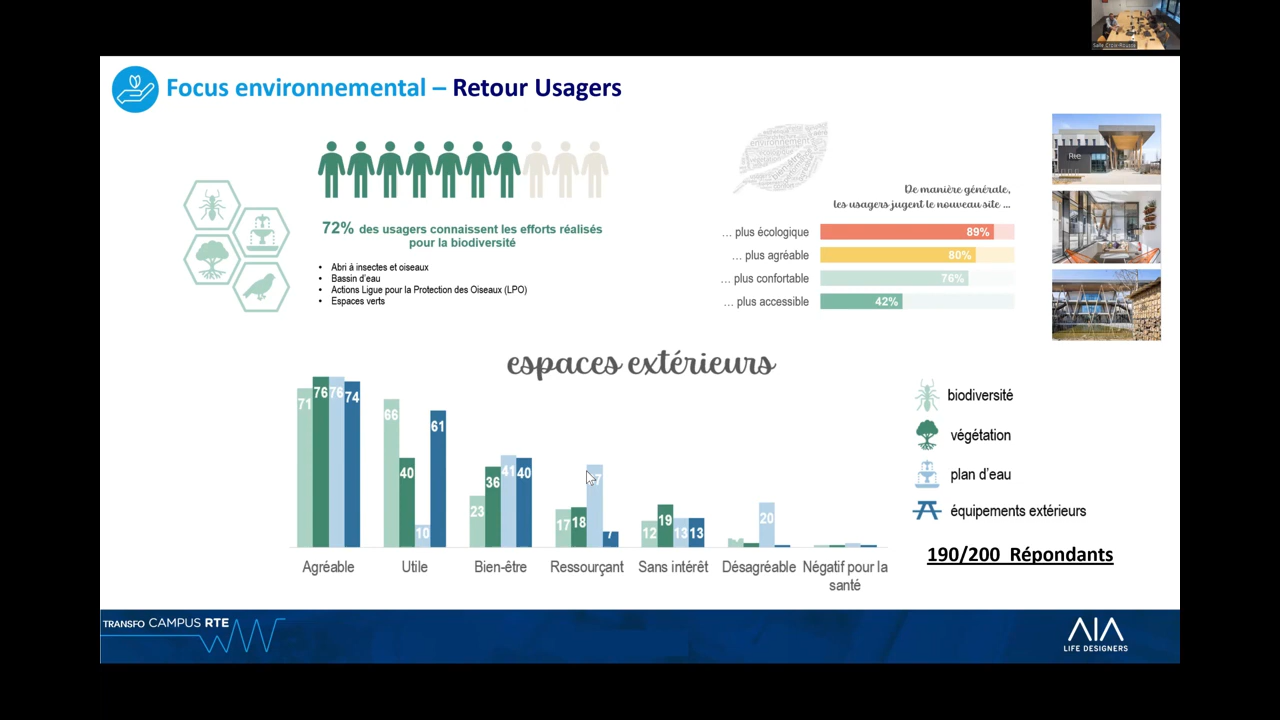 Salle Croix-Rousse
Focus environnemental – Retour Usagers
environnement
Rte
De manière générale,
les usagers jugent le nouveau site ...
72% des usagers connaissent les efforts réalisés
pour la biodiversité
• Abri à insectes et oiseaux
• Bassin d'eau
• Actions Ligue pour la Protection des Oiseaux (LPO)
• Espaces verts
... plus écologique 89%
... plus agréable 80%
... plus confortable 76%
... plus accessible 42%
espaces extérieurs
71 76 76 74
66 40 10 61
23 36 41 40
17 18 7
12 19 13 13
20
Agréable Utile Bien-être Ressourçant Sans intérêt Désagréable Négatif pour la
santé
biodiversité
végétation
plan d'eau
équipements extérieurs
190/200 Répondants
TRANSFO CAMPUS RTE
AIA
LIFE DESIGNERS